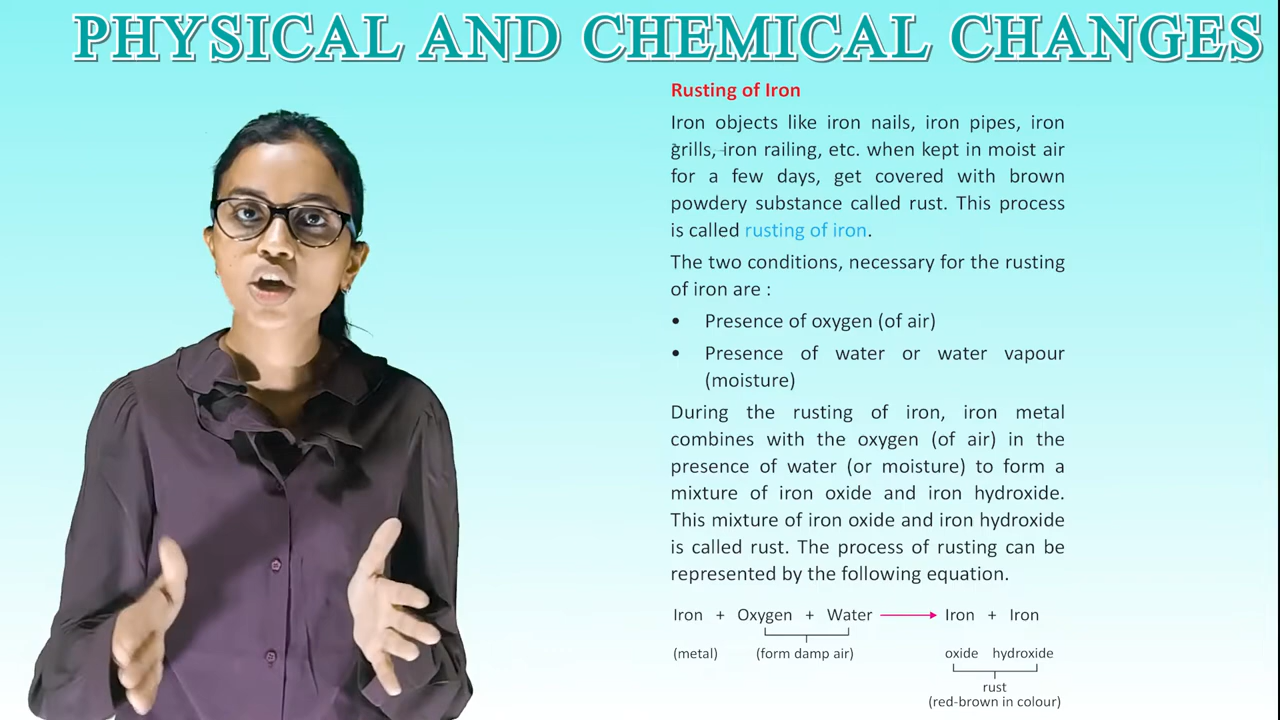 PHYSICAL AND CHEMICAL CHANGES
Rusting of Iron
Iron objects like iron nails, iron pipes, iron
grills, iron railing, etc. when kept in moist air
for a few days, get covered with brown
powdery substance called rust. This process
is called rusting of iron.
The two conditions, necessary for the rusting
of iron are :
• Presence of oxygen (of air)
• Presence of water or water vapour
(moisture)
During the rusting of iron, iron metal
combines with the oxygen (of air) in the
presence of water (or moisture) to form a
mixture of iron oxide and iron hydroxide.
This mixture of iron oxide and iron hydroxide
is called rust. The process of rusting can be
represented by the following equation.
Iron + Oxygen + Water → Iron + Iron
(metal) (form damp air) oxide hydroxide
rust
(red-brown in colour)